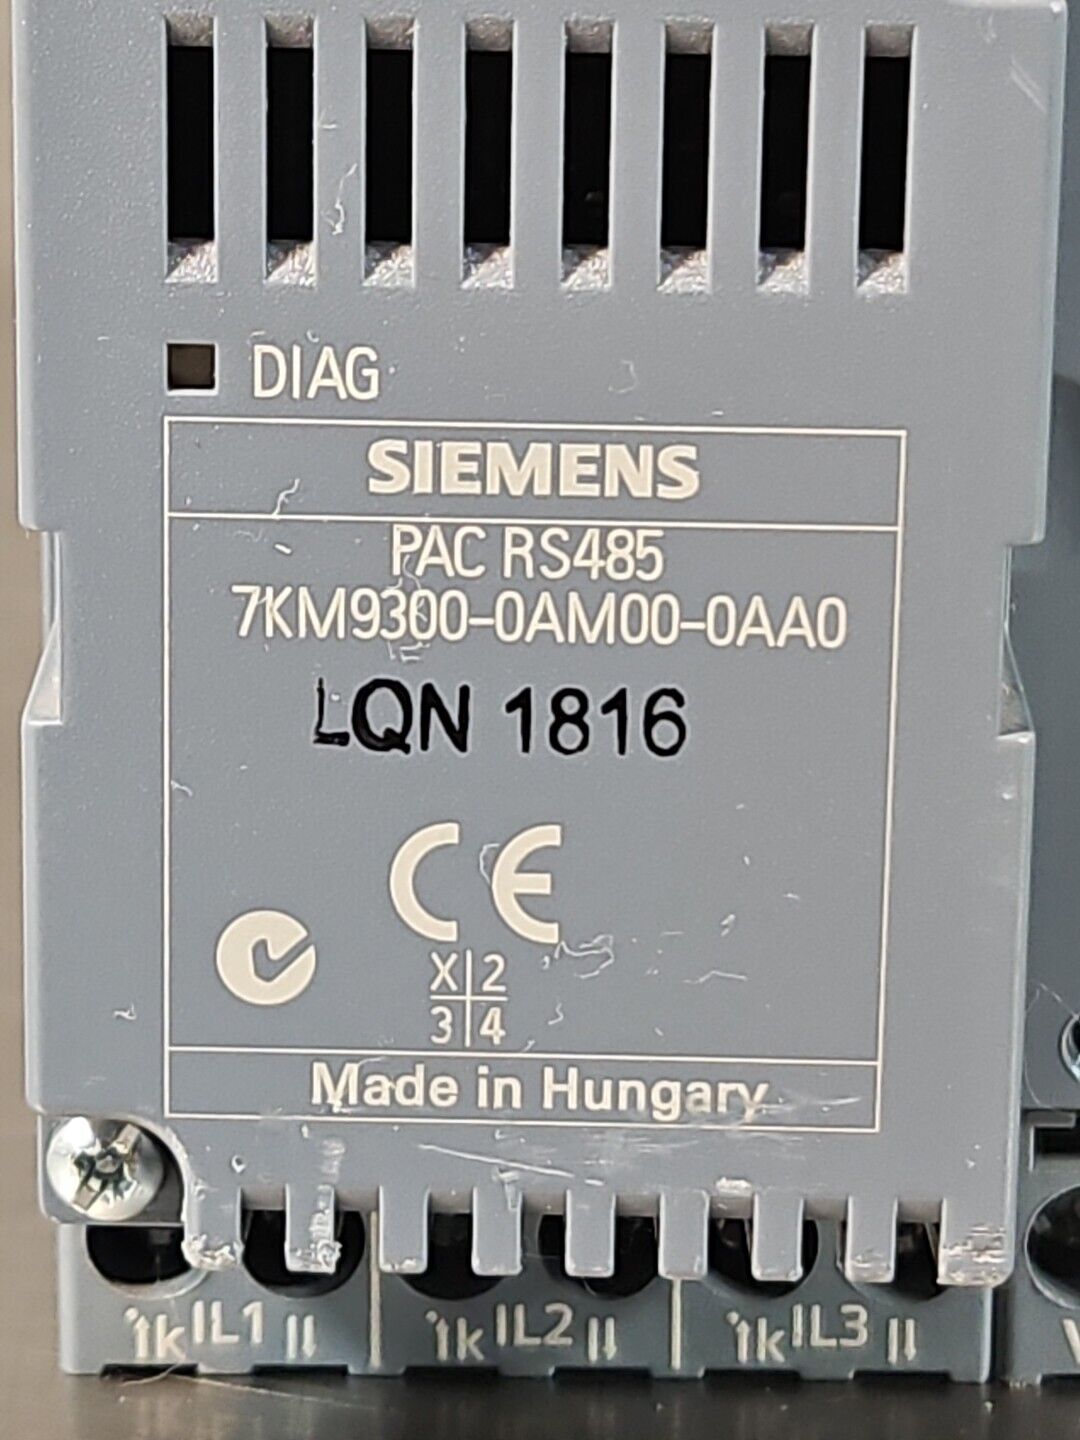 DIAG
SIEMENS
PAC RS485
7KM9300-0AM00-0AA0
LQN 1816
CE
X 2
3 4
Made in Hungary
k IL1 l
k IL2 l
k IL3 l